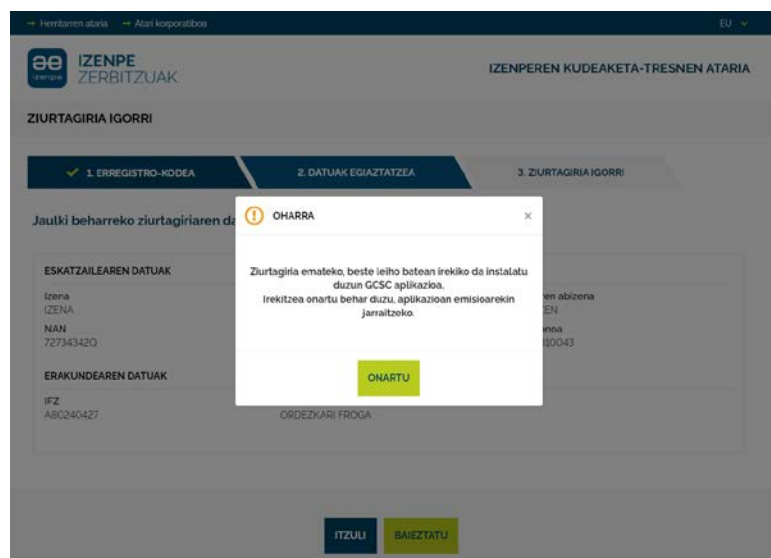 → Herritarren ataria → Atari korporatiboa EU
izenpe
IZENPE
ZERBITZUAK
IZENPEREN KUDEAKETA-TRESNEN ATARIA
ZIURTAGIRIA IGORRI
✓ 1. ERREGISTRO-KODEA
2. DATUAK EGIAZTATZEA
3. ZIURTAGIRIA IGORRI
Jaulki beharreko ziurtagiriaren da
OHARRA ×
Ziurtagiria emateko, beste leiho batean irekiko da instalatu
duzun GCSC aplikazioa.
Irekitzea onartu behar duzu, aplikazioan emisioarekin
jarraitzeko.
ONARTU
ESKATZAILEAREN DATUAK
Izena
IZENA
abizena
NAN
72734342Q
10043
ERAKUNDEAREN DATUAK
IFZ
A80240427
ORDEZKARI FROGA
ITZULI
BAIEZTATU